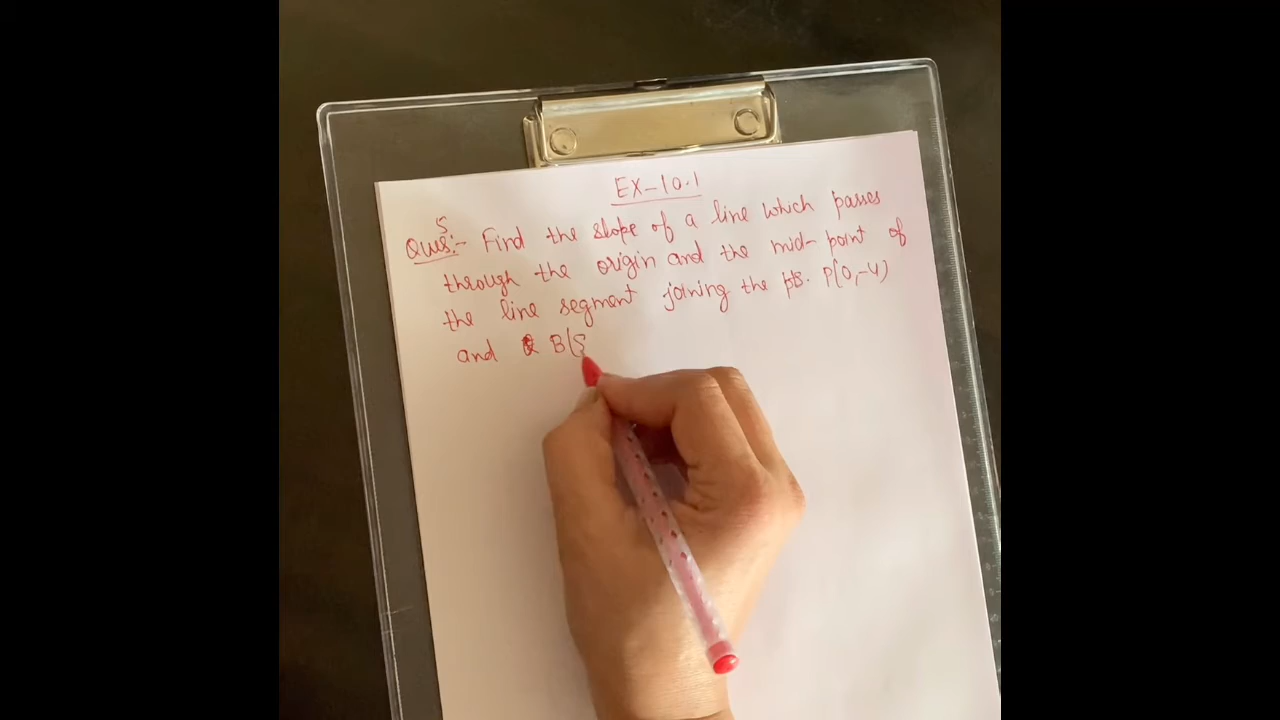 EX-10.1
5
Ques:- Find the slope of a line which passes
through the origin and the mid-point of
the line segment joining the pts. P(0,-4)
and B(